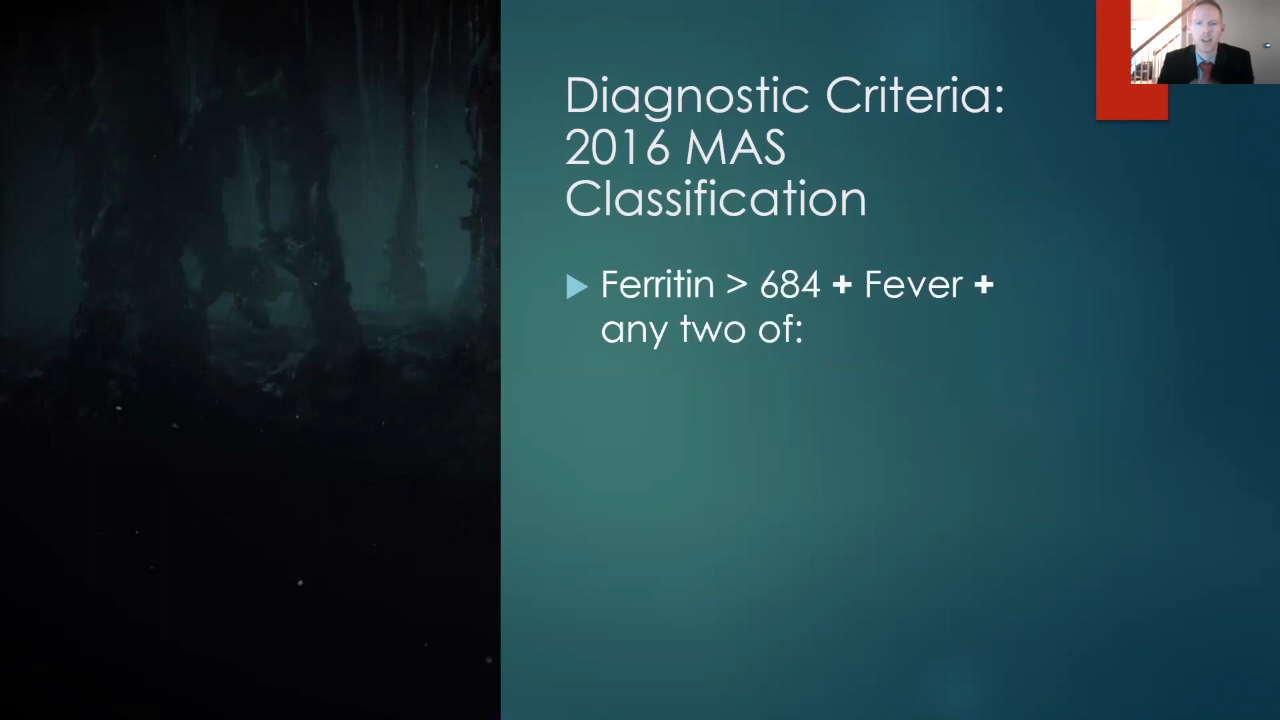 Diagnostic Criteria:
2016 MAS
Classification
Ferritin > 684 + Fever +
any two of: